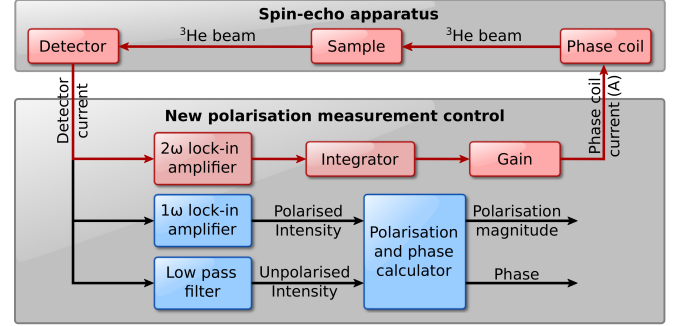 Spin-echo apparatus
Detector
³He beam
Sample
³He beam
Phase coil
Detector
current
Phase coil
current (A)
New polarisation measurement control
2ω lock-in
amplifier
Integrator
Gain
1ω lock-in
amplifier
Polarised
Intensity
Polarisation
and phase
calculator
Polarisation
magnitude
Low pass
filter
Unpolarised
Intensity
Phase